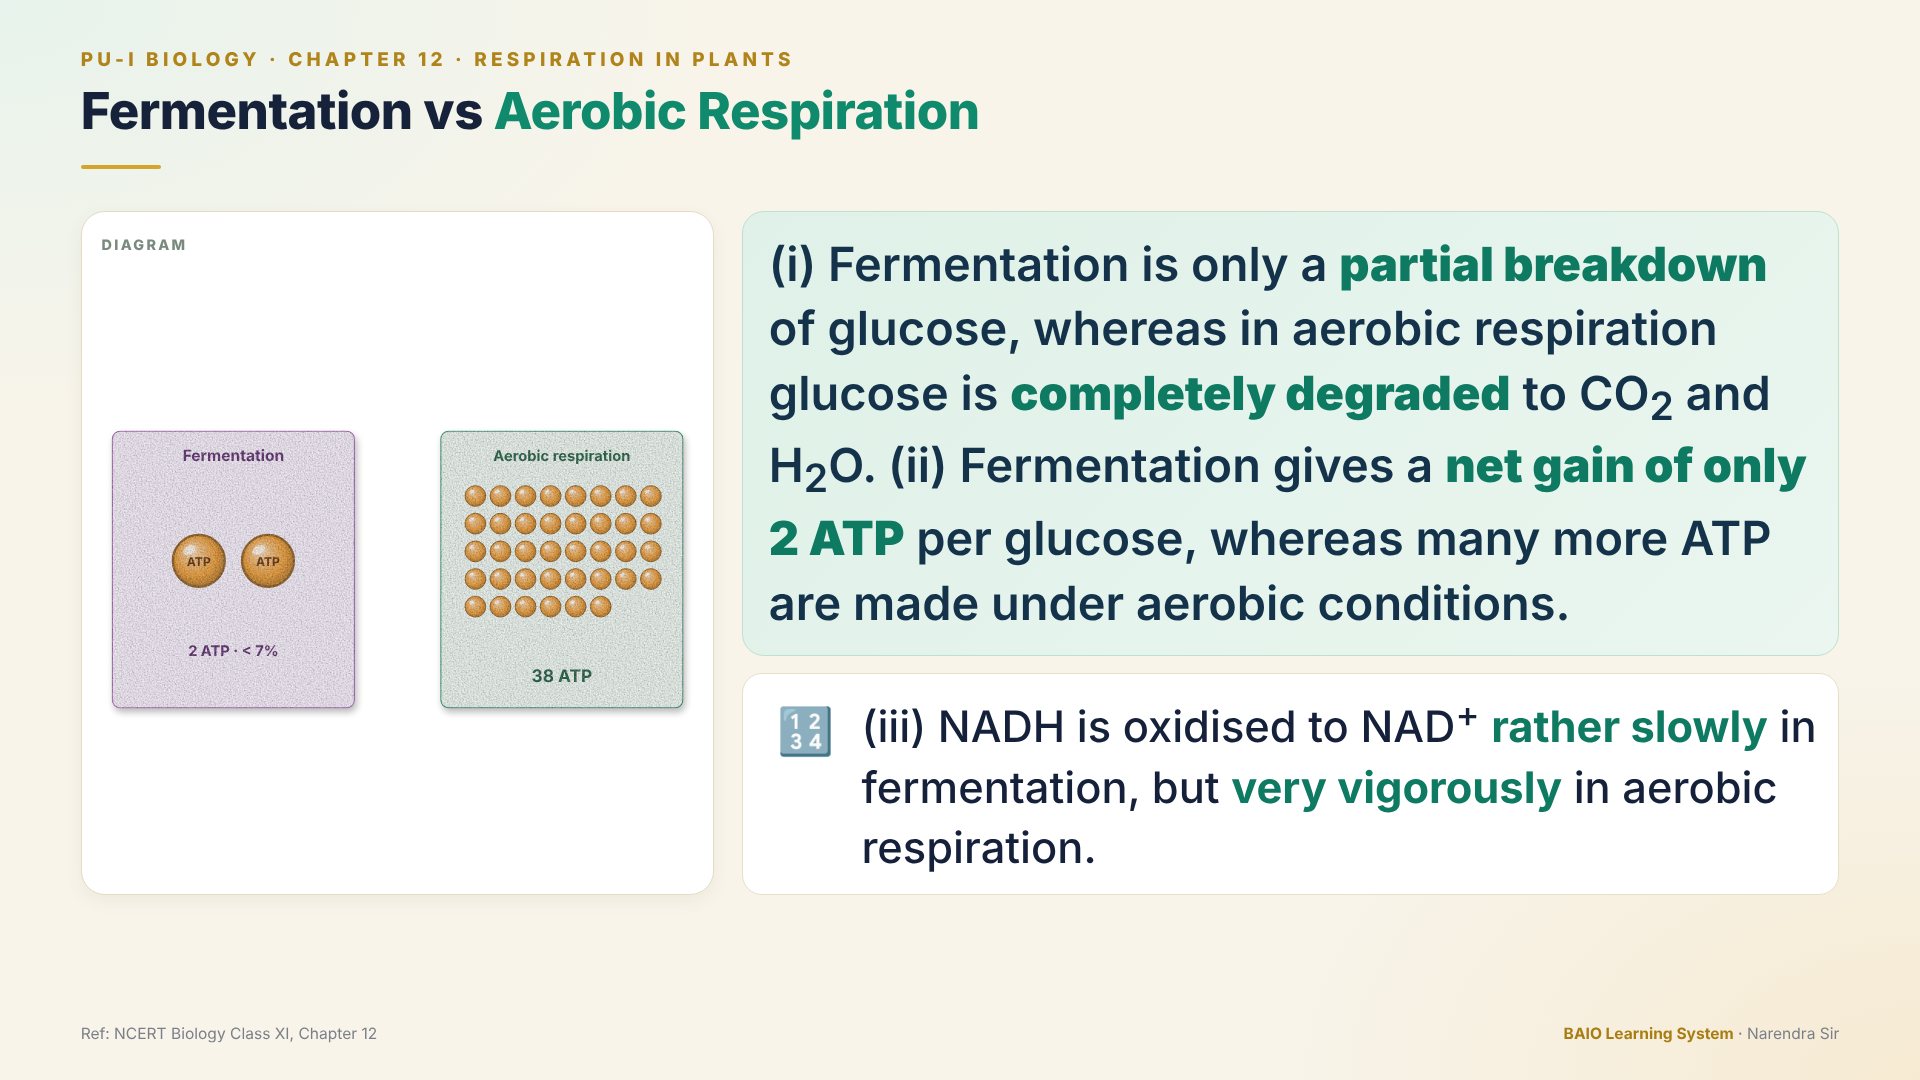 PU-I BIOLOGY · CHAPTER 12 · RESPIRATION IN PLANTS
Fermentation vs Aerobic Respiration
DIAGRAM
Fermentation
ATP ATP
2 ATP · < 7%
Aerobic respiration
38 ATP
(i) Fermentation is only a partial breakdown
of glucose, whereas in aerobic respiration
glucose is completely degraded to CO₂ and
H₂O. (ii) Fermentation gives a net gain of only
2 ATP per glucose, whereas many more ATP
are made under aerobic conditions.
🔢 (iii) NADH is oxidised to NAD⁺ rather slowly in
fermentation, but very vigorously in aerobic
respiration.
Ref: NCERT Biology Class XI, Chapter 12
BAIO Learning System · Narendra Sir